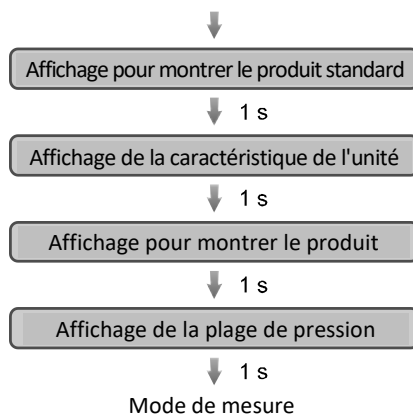 Affichage pour montrer le produit standard
1 s
Affichage de la caractéristique de l'unité
1 s
Affichage pour montrer le produit
1 s
Affichage de la plage de pression
1 s
Mode de mesure